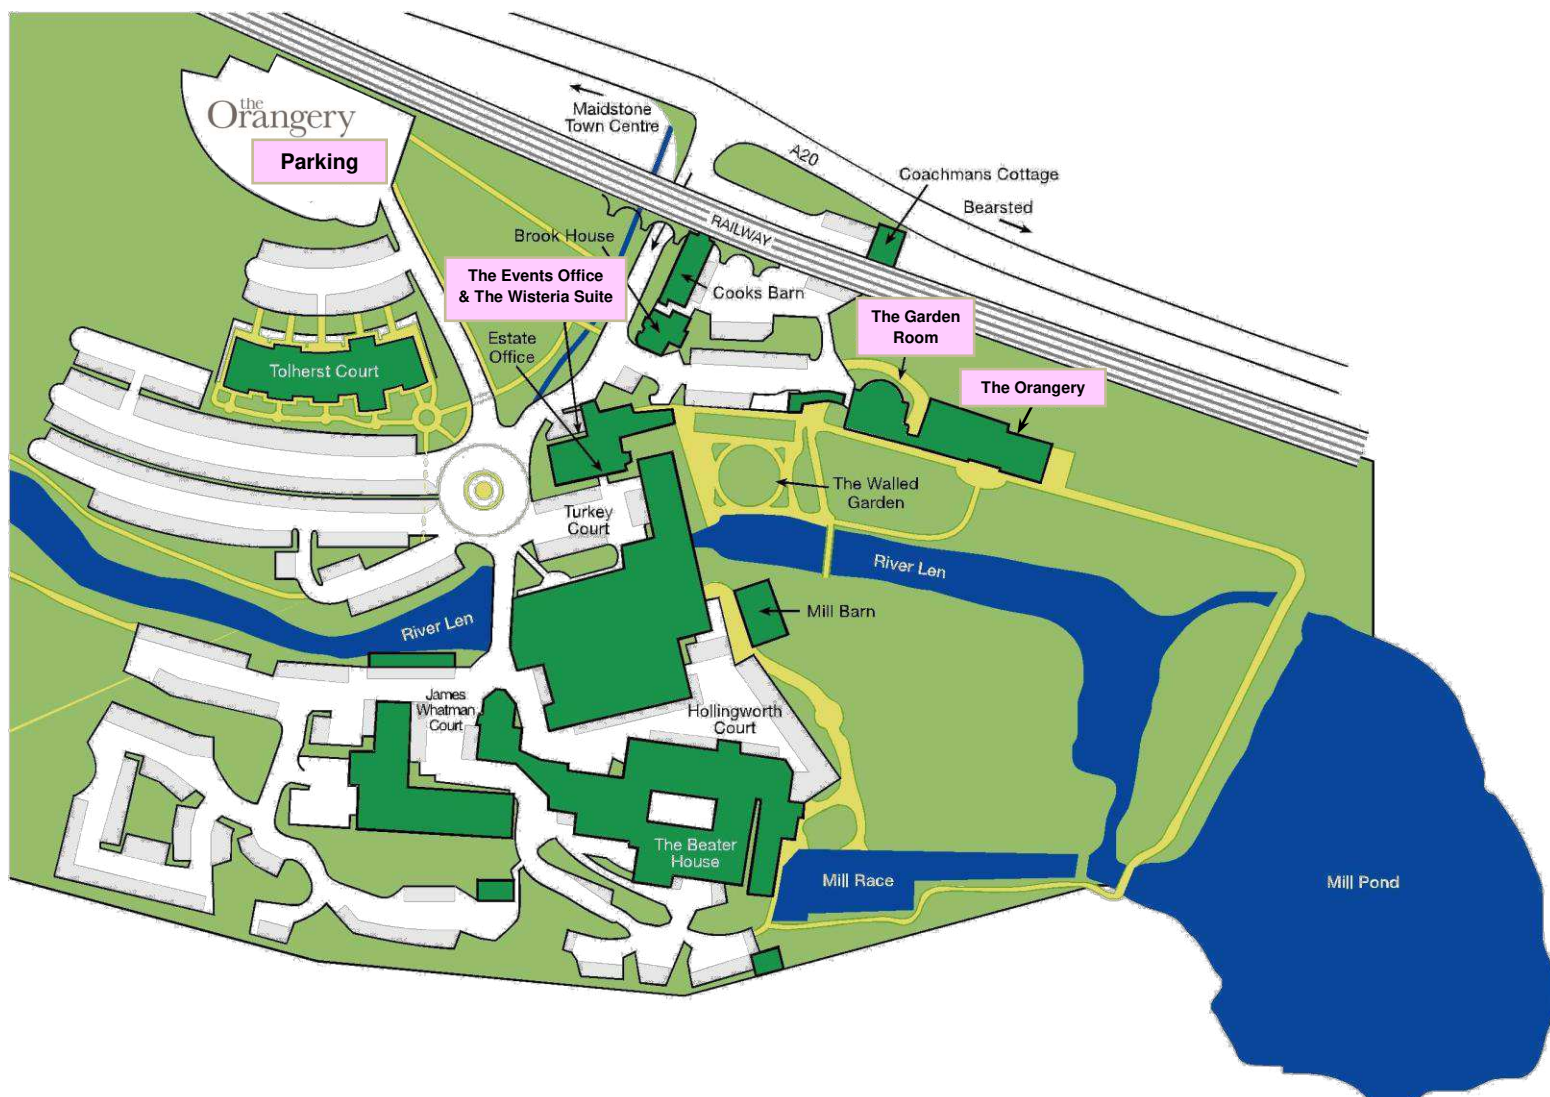 the
Orangery
Parking
Maidstone
Town Centre
A20
Coachmans Cottage
Bearsted
RAILWAY
Brook House
The Events Office
& The Wisteria Suite
Cooks Barn
The Garden
Room
Estate
Office
Tolherst Court
The Orangery
The Walled
Garden
Turkey
Court
River Len
River Len
Mill Barn
James
Whatman
Court
Hollingworth
Court
The Beater
House
Mill Race
Mill Pond